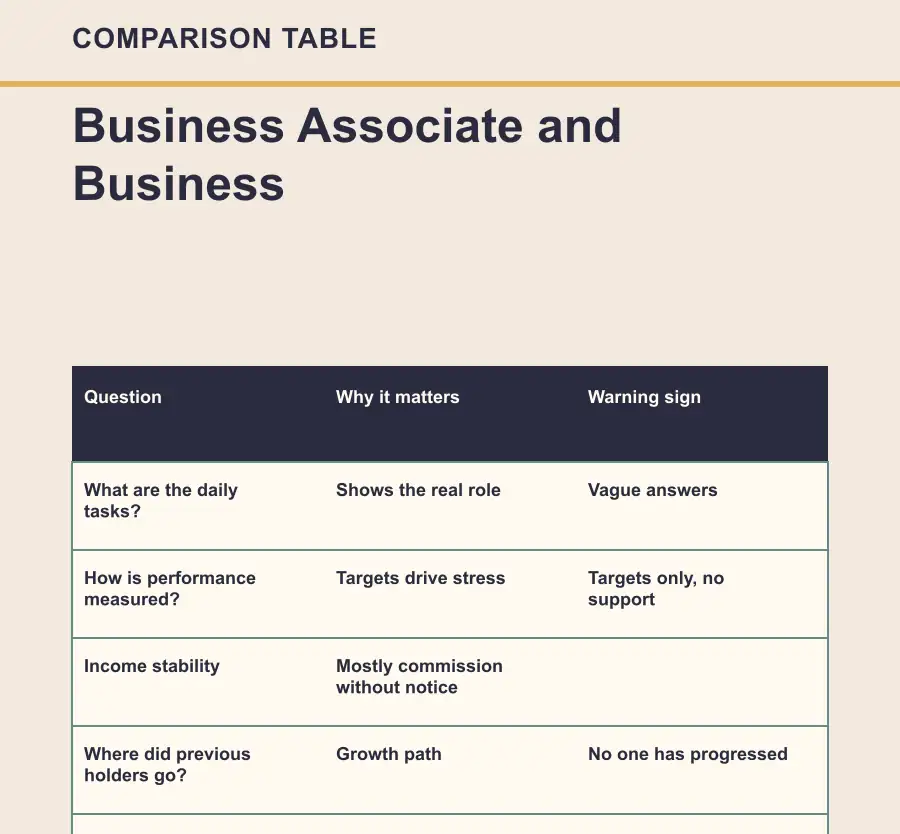 COMPARISON TABLE
Business Associate and
Business
Question Why it matters Warning sign
What are the daily
tasks? Shows the real role Vague answers
How is performance
measured? Targets drive stress Targets only, no
support
Income stability Mostly commission
without notice
Where did previous
holders go? Growth path No one has progressed